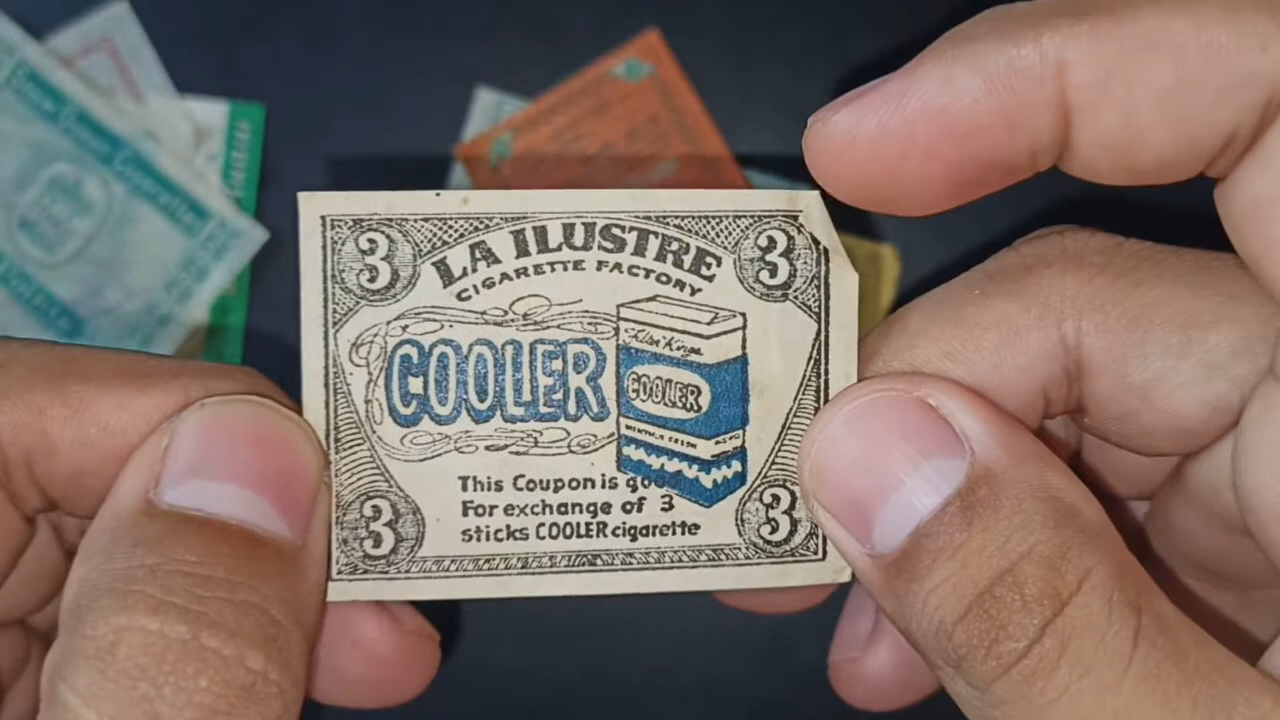 3 3
LA ILUSTRE
CIGARETTE FACTORY
COOLER
Filter Kings
COOLER
This Coupon is good
For exchange of 3
sticks COOLER cigarette
3 3